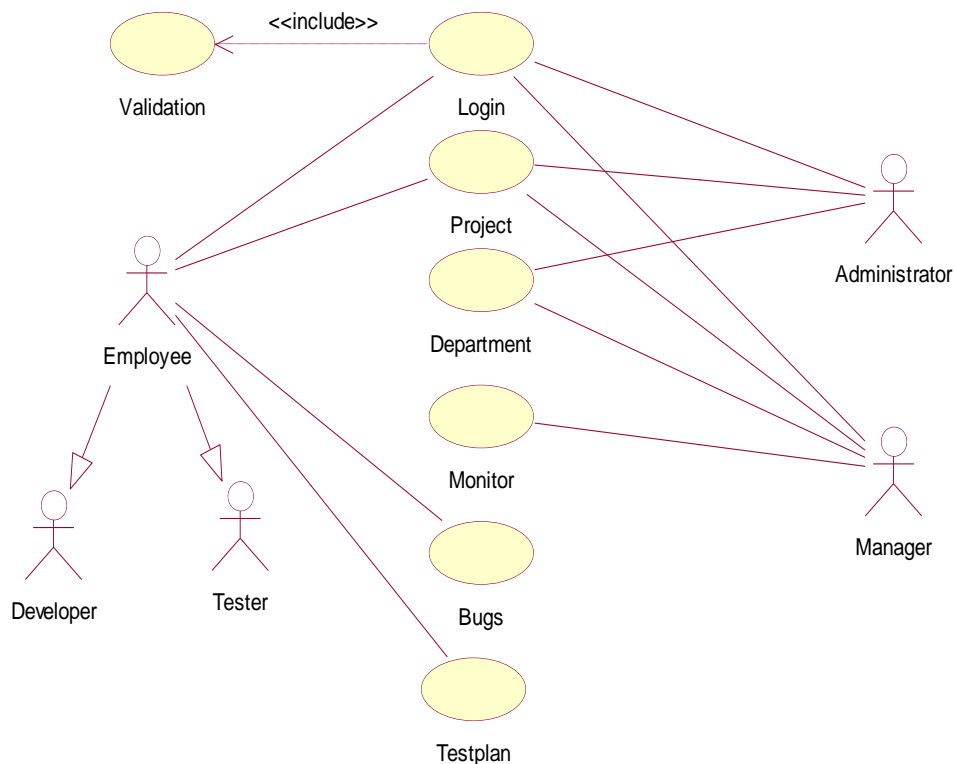 <<include>>
Validation
Login
Project
Administrator
Department
Employee
Monitor
Manager
Developer
Tester
Bugs
Testplan